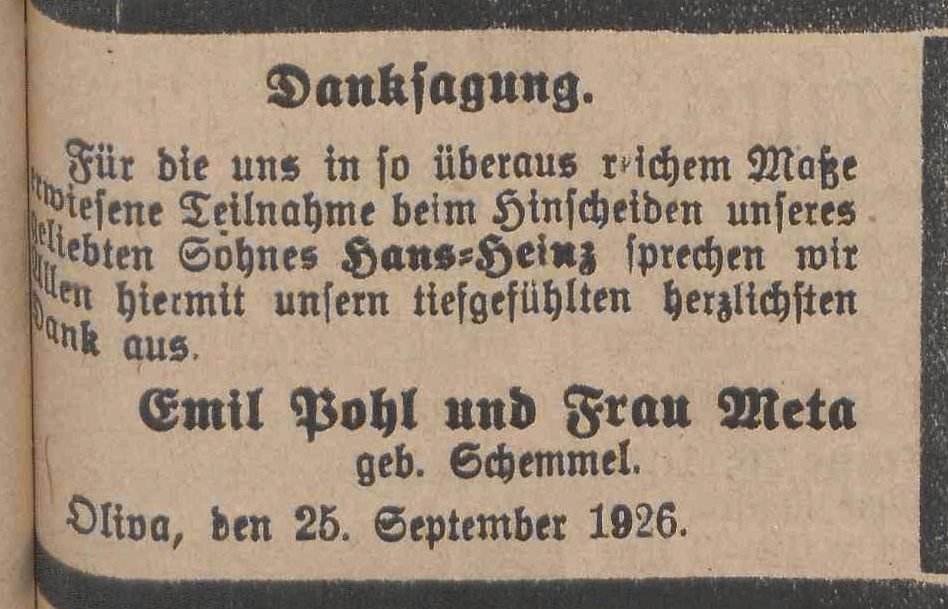 Danksagung.
Für die uns in so überaus reichem Maße
erwiesene Teilnahme beim Hinscheiden unseres
geliebten Sohnes Hans-Heinz sprechen wir
Allen hiermit unsern tiefgefühlten herzlichsten
Dank aus.
Emil Pohl und Frau Meta
geb. Schemmel.
Oliva, den 25. September 1926.